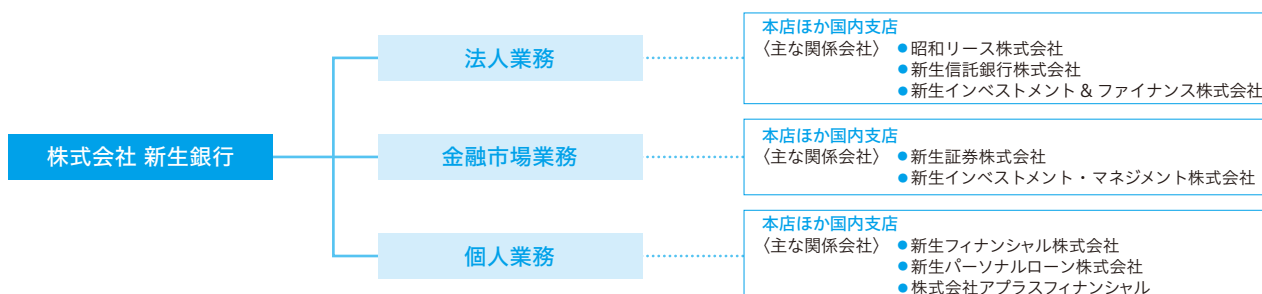 株式会社 新生銀行
法人業務
本店ほか国内支店
〈主な関係会社〉 ●昭和リース株式会社
●新生信託銀行株式会社
●新生インベストメント & ファイナンス株式会社
金融市場業務
本店ほか国内支店
〈主な関係会社〉 ●新生証券株式会社
●新生インベストメント・マネジメント株式会社
個人業務
本店ほか国内支店
〈主な関係会社〉 ●新生フィナンシャル株式会社
●新生パーソナルローン株式会社
●株式会社アプラスフィナンシャル